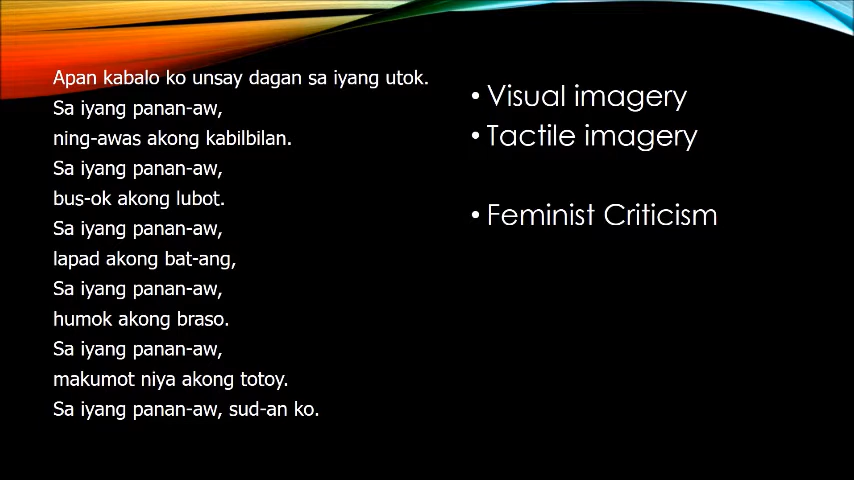 Apan kabalo ko unsay dagan sa iyang utok.
Sa iyang panan-aw,
ning-awas akong kabilbilan.
Sa iyang panan-aw,
bus-ok akong lubot.
Sa iyang panan-aw,
lapad akong bat-ang,
Sa iyang panan-aw,
humok akong braso.
Sa iyang panan-aw,
makumot niya akong totoy.
Sa iyang panan-aw, sud-an ko.
• Visual imagery
• Tactile imagery
• Feminist Criticism